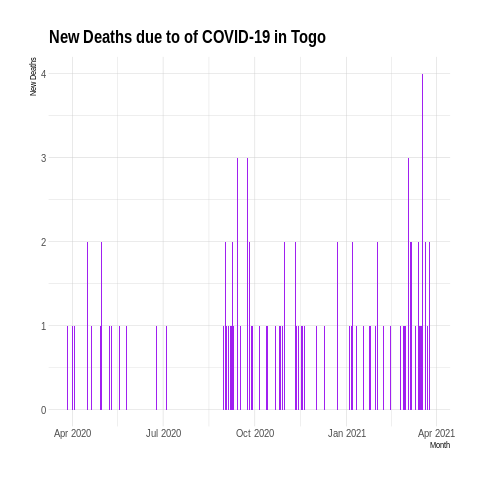 New Deaths due to of COVID-19 in Togo
New Deaths
4
3
2
1
0
Apr 2020 Jul 2020 Oct 2020 Jan 2021 Apr 2021
Month